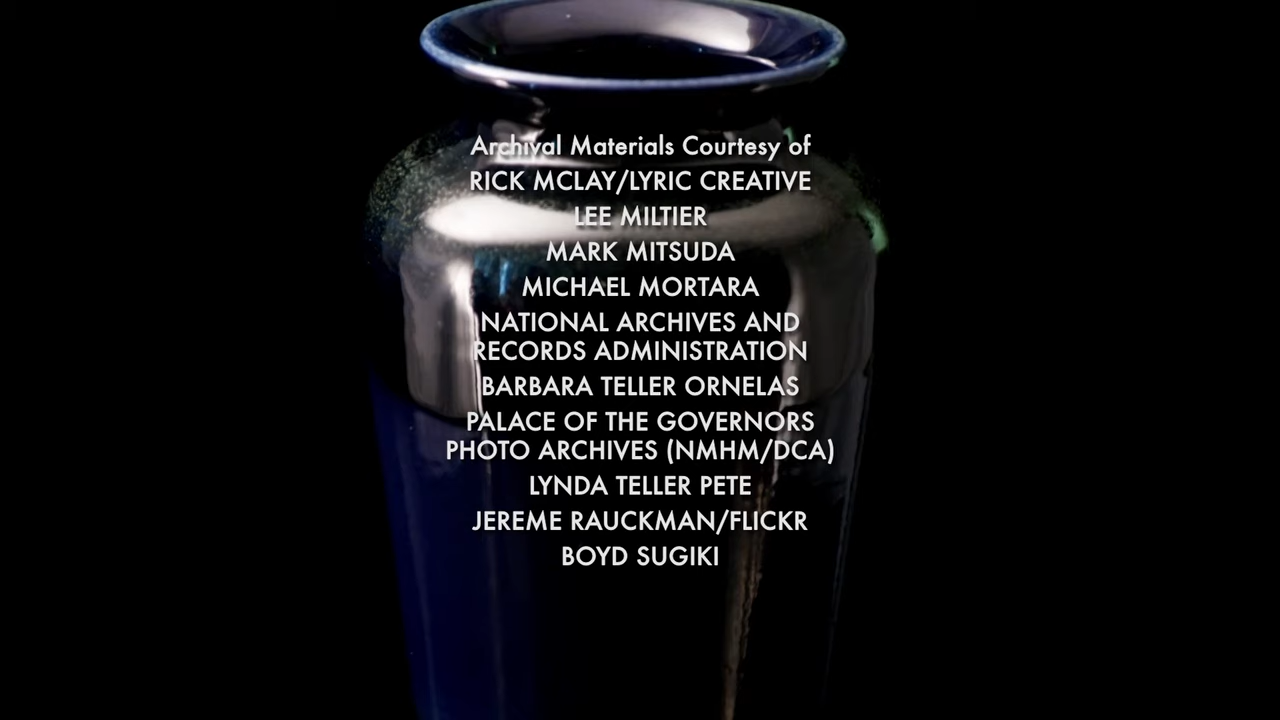 Archival Materials Courtesy of
RICK MCLAY/LYRIC CREATIVE
LEE MILTIER
MARK MITSUDA
MICHAEL MORTARA
NATIONAL ARCHIVES AND
RECORDS ADMINISTRATION
BARBARA TELLER ORNELAS
PALACE OF THE GOVERNORS
PHOTO ARCHIVES (NMHM/DCA)
LYNDA TELLER PETE
JEREME RAUCKMAN/FLICKR
BOYD SUGIKI